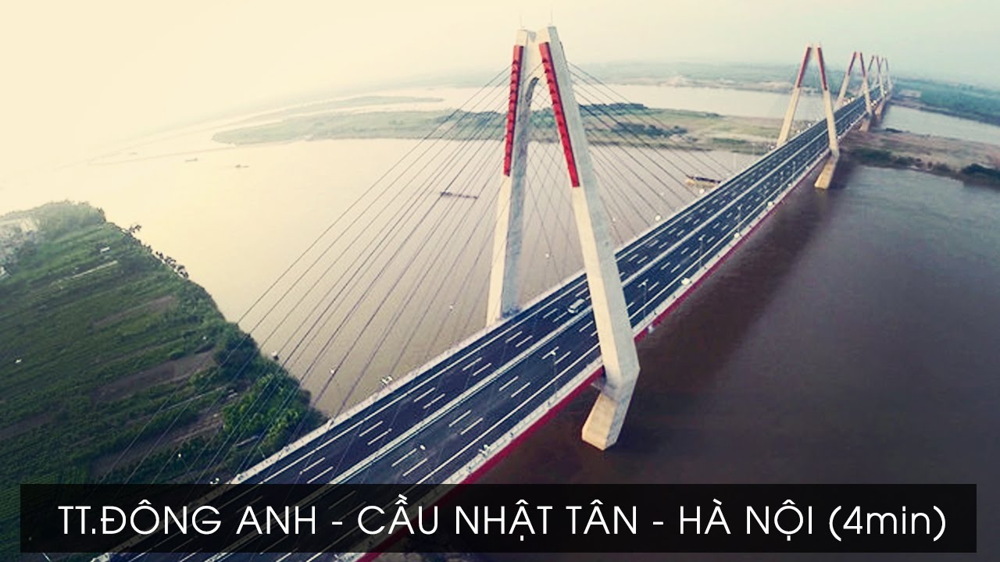 TT.ĐÔNG ANH - CẦU NHẬT TÂN - HÀ NỘI (4min)